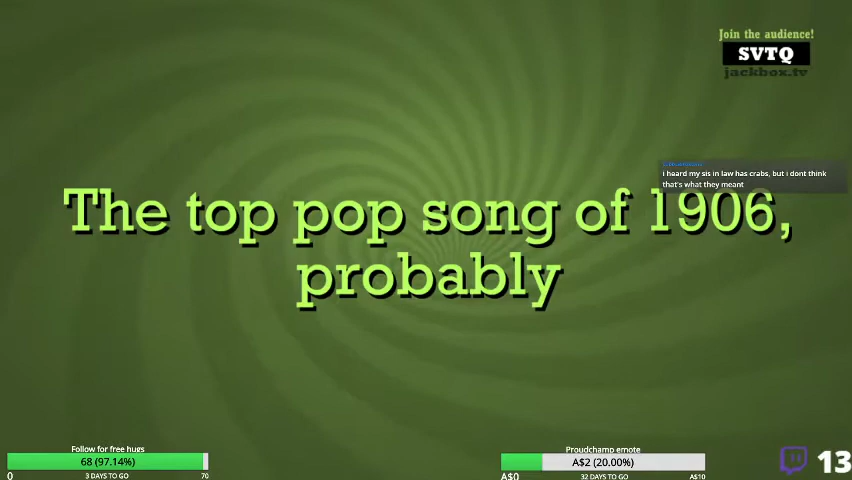 Join the audience!
SVTQ
jackbox.tv
i heard my sis in law has crabs, but i dont think
that's what they meant
The top pop song of 1906,
probably
Follow for free hugs
68 (97.14%)
0 3 DAYS TO GO 70
Proudchamp emote
A$2 (20.00%)
A$0 32 DAYS TO GO A$10
13